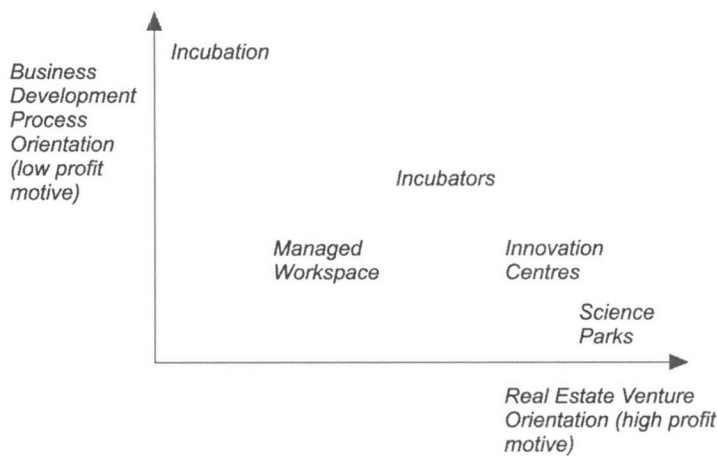 Incubation
Business
Development
Process
Orientation
(low profit
motive)
Incubators
Managed
Workspace
Innovation
Centres
Science
Parks
Real Estate Venture
Orientation (high profit
motive)